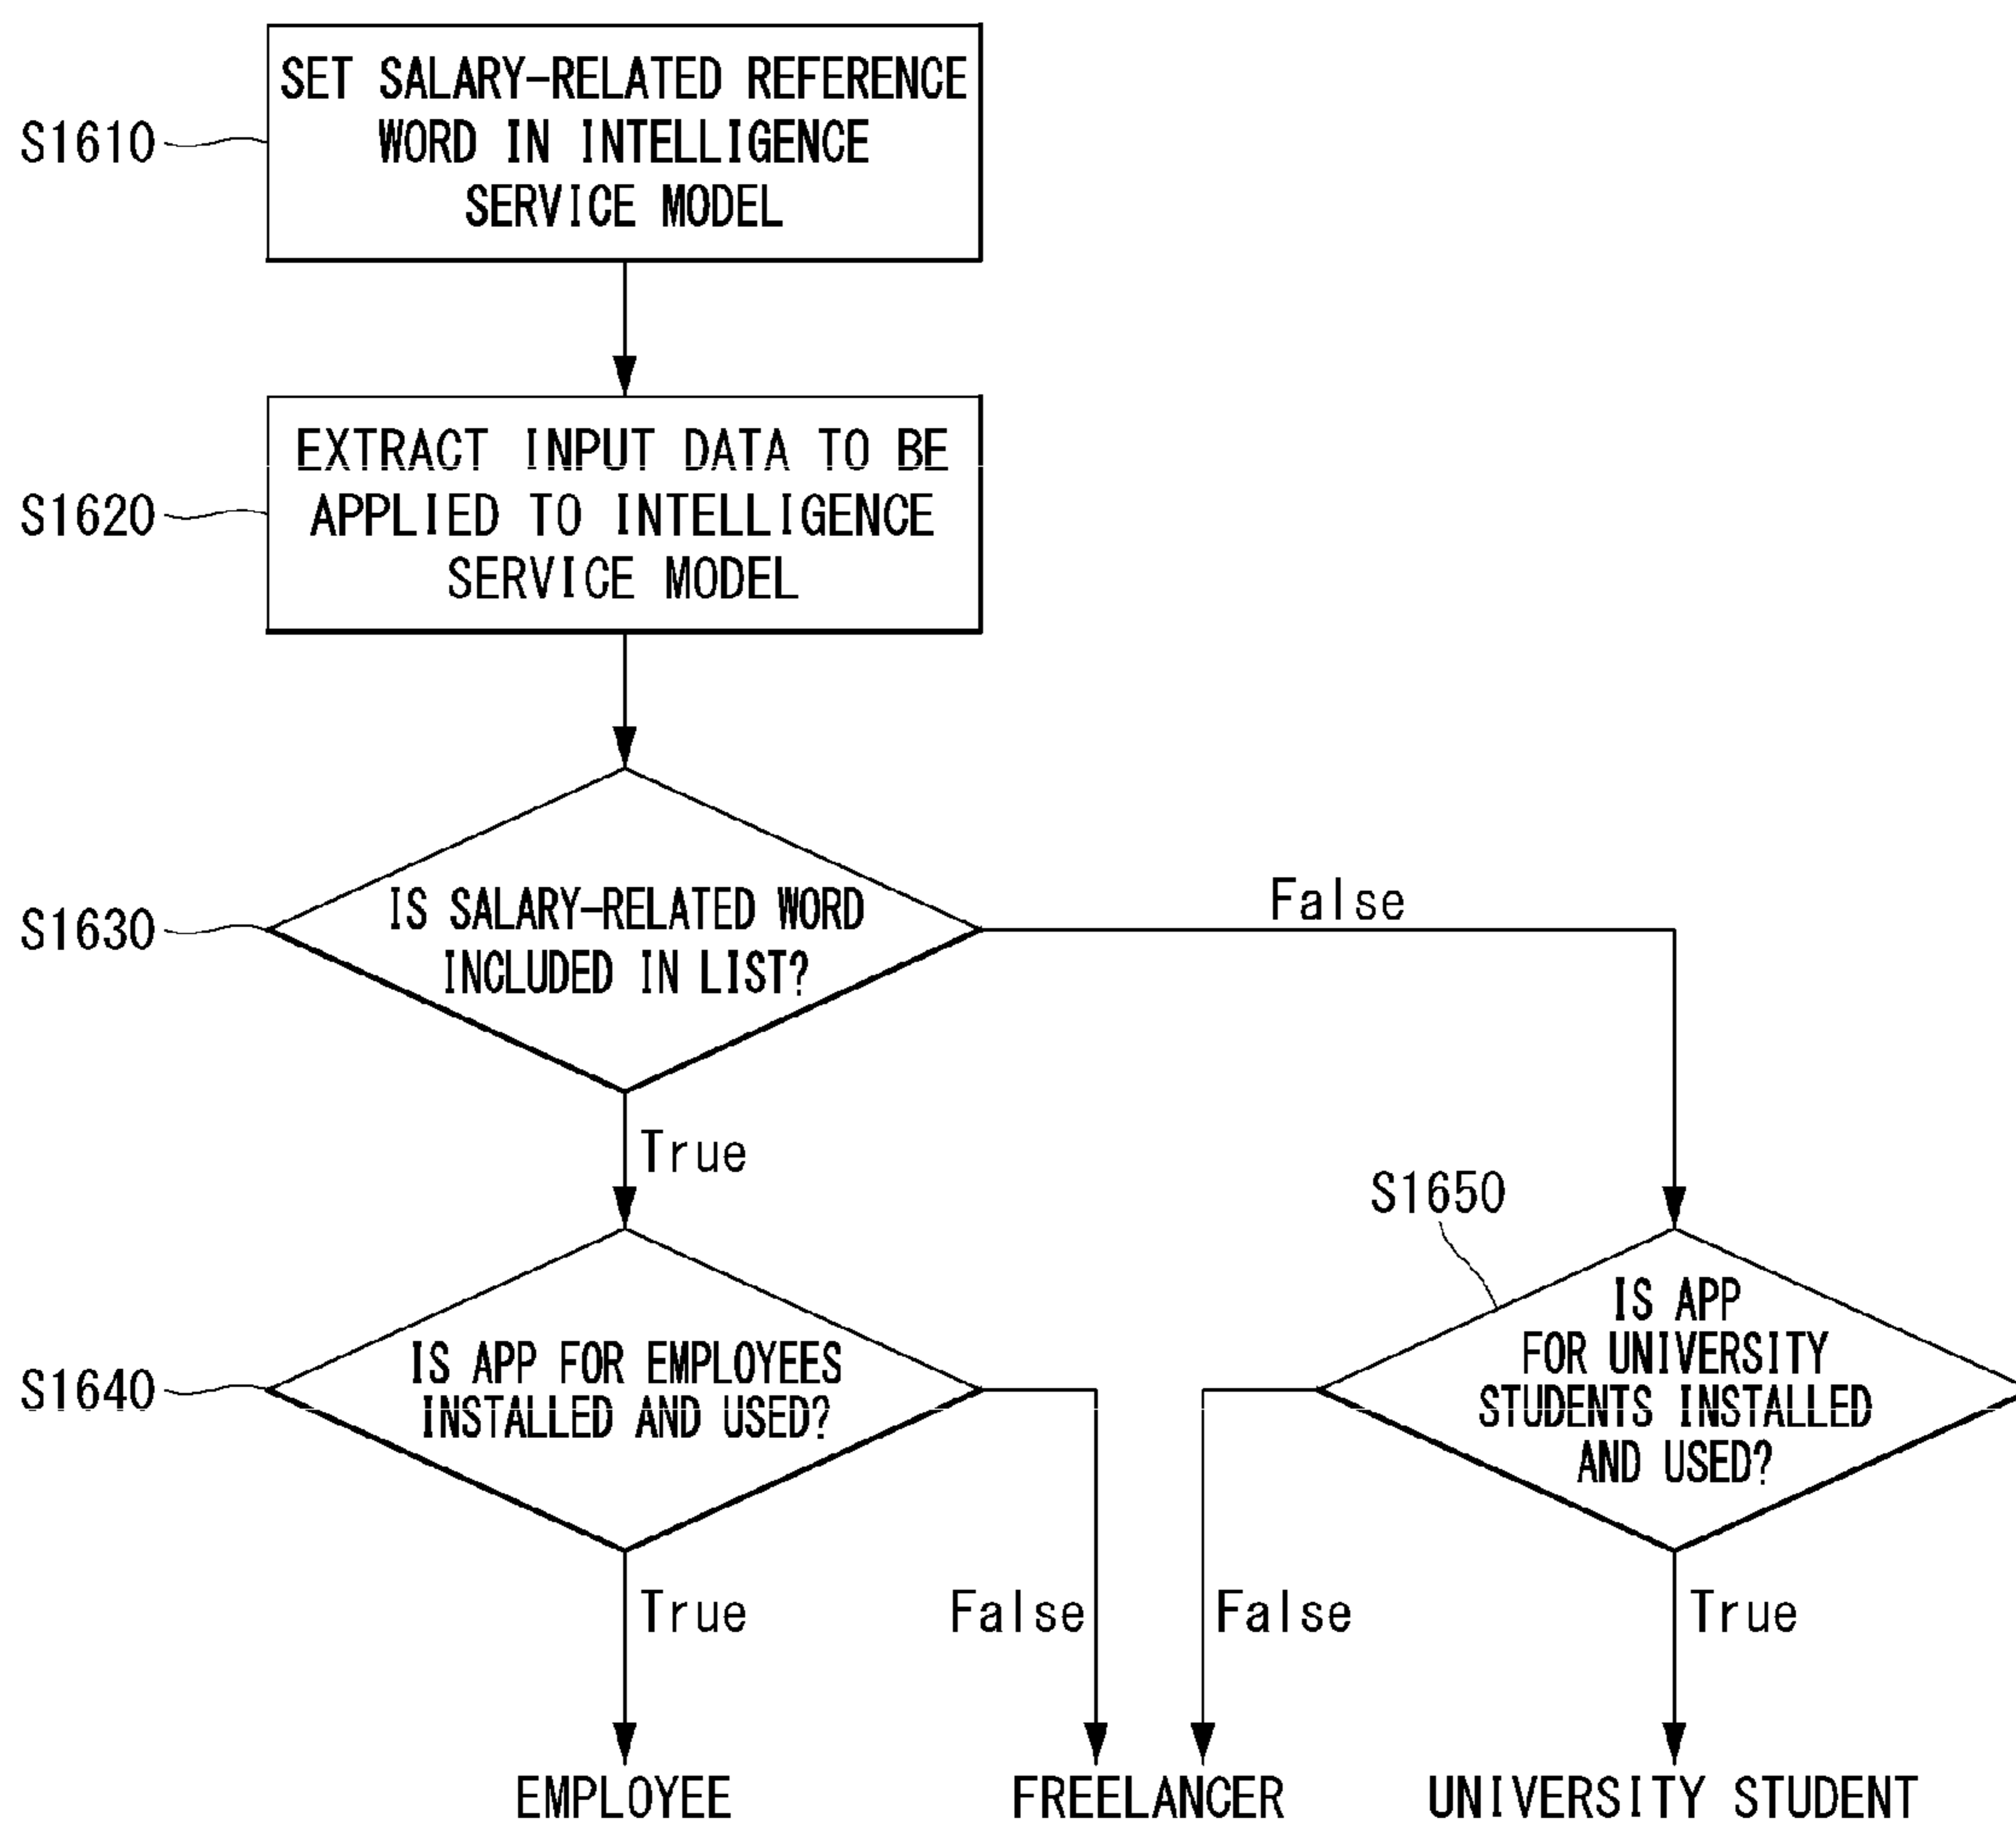 SET SALARY-RELATED REFERENCE
WORD IN INTELLIGENCE
SERVICE MODEL
S1610
EXTRACT INPUT DATA TO BE
APPLIED TO INTELLIGENCE
SERVICE MODEL
S1620
IS SALARY-RELATED WORD
INCLUDED IN LIST?
S1630
False
True
S1650
IS APP FOR EMPLOYEES
INSTALLED AND USED?
S1640
IS APP
FOR UNIVERSITY
STUDENTS INSTALLED
AND USED?
True
False
False
True
EMPLOYEE
FREELANCER
UNIVERSITY STUDENT